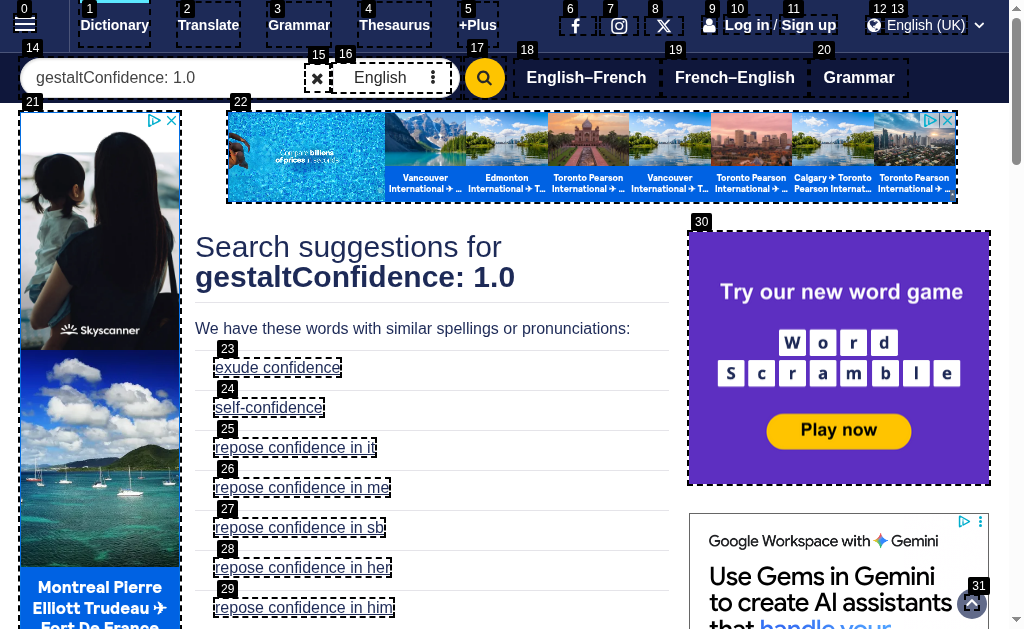 0 1 2 3 4 5 6 7 8 9 10 11 12 13
Dictionary Translate Grammar Thesaurus +Plus Log in / Sign up English (UK)
14 15 16 17 18 19 20
gestaltConfidence: 1.0 English English–French French–English Grammar
21 22
Compare billions
of prices in seconds
Vancouver
International ✈ ...
Edmonton
International ✈ T...
Toronto Pearson
International ✈ ...
Vancouver
International ✈ T...
Toronto Pearson
International ✈ ...
Calgary ✈ Toronto
Pearson Internat...
Toronto Pearson
International ✈ ...
Skyscanner
Montreal Pierre
Elliott Trudeau ✈
Fort De France
Search suggestions for
gestaltConfidence: 1.0
We have these words with similar spellings or pronunciations:
23
exude confidence
24
self-confidence
25
repose confidence in it
26
repose confidence in me
27
repose confidence in sb
28
repose confidence in her
29
repose confidence in him
30
Try our new word game
Word
Scramble
Play now
Google Workspace with Gemini
Use Gems in Gemini
to create AI assistants
that handle your
31